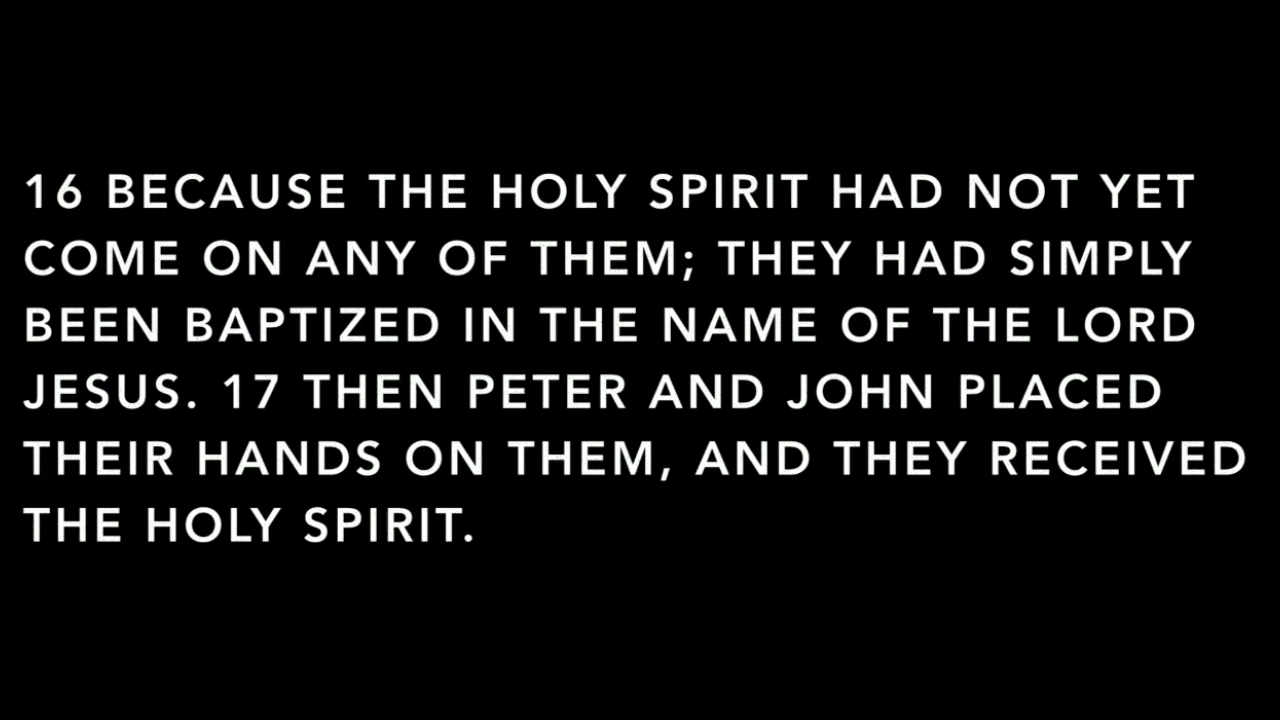 16 BECAUSE THE HOLY SPIRIT HAD NOT YET
COME ON ANY OF THEM; THEY HAD SIMPLY
BEEN BAPTIZED IN THE NAME OF THE LORD
JESUS. 17 THEN PETER AND JOHN PLACED
THEIR HANDS ON THEM, AND THEY RECEIVED
THE HOLY SPIRIT.